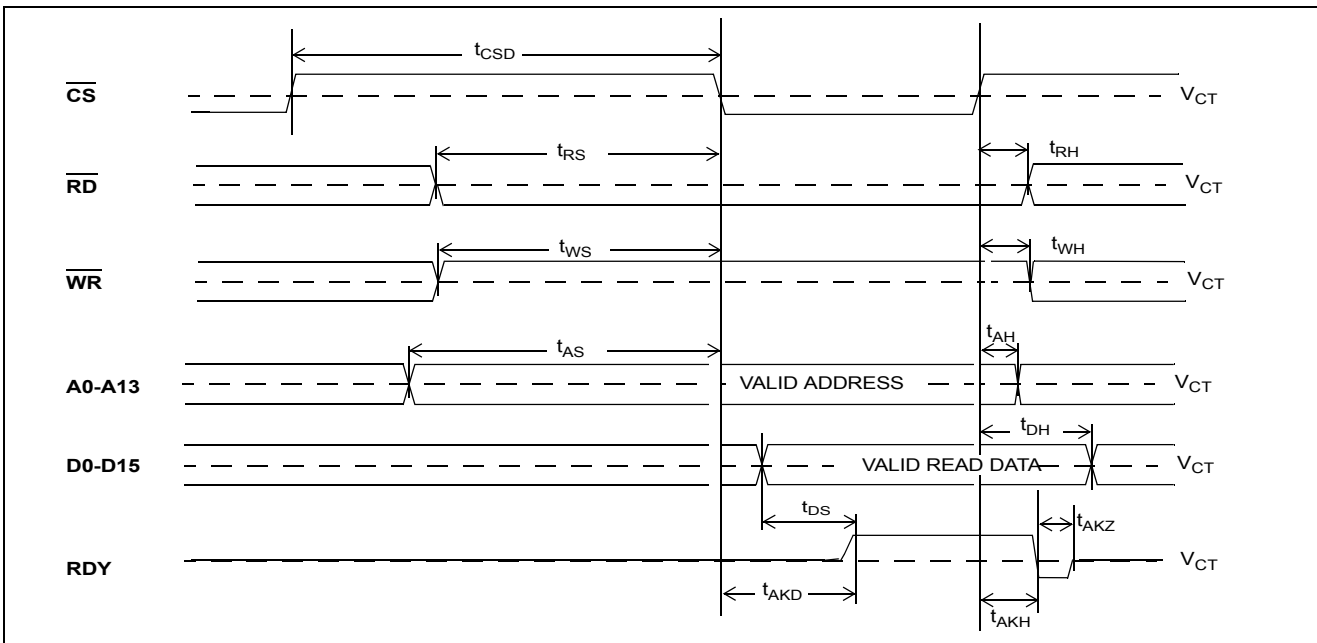 tCSD
CS VCT
tRS tRH
RD VCT
tWS tWH
WR VCT
tAS tAH
A0-A13 VALID ADDRESS VCT
tDH
D0-D15 VALID READ DATA VCT
tDS tAKZ
RDY VCT
tAKD tAKH